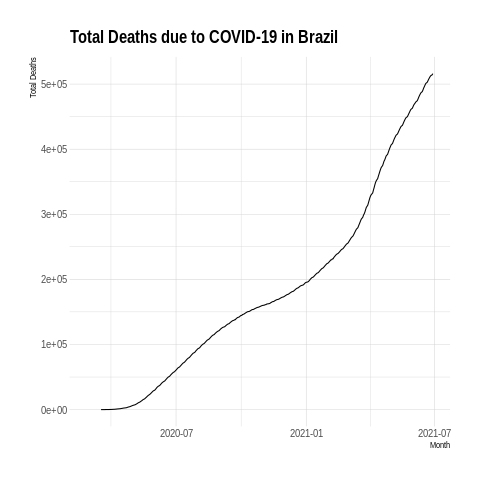 Total Deaths due to COVID-19 in Brazil
Total Deaths
5e+05
4e+05
3e+05
2e+05
1e+05
0e+00
2020-07 2021-01 2021-07
Month